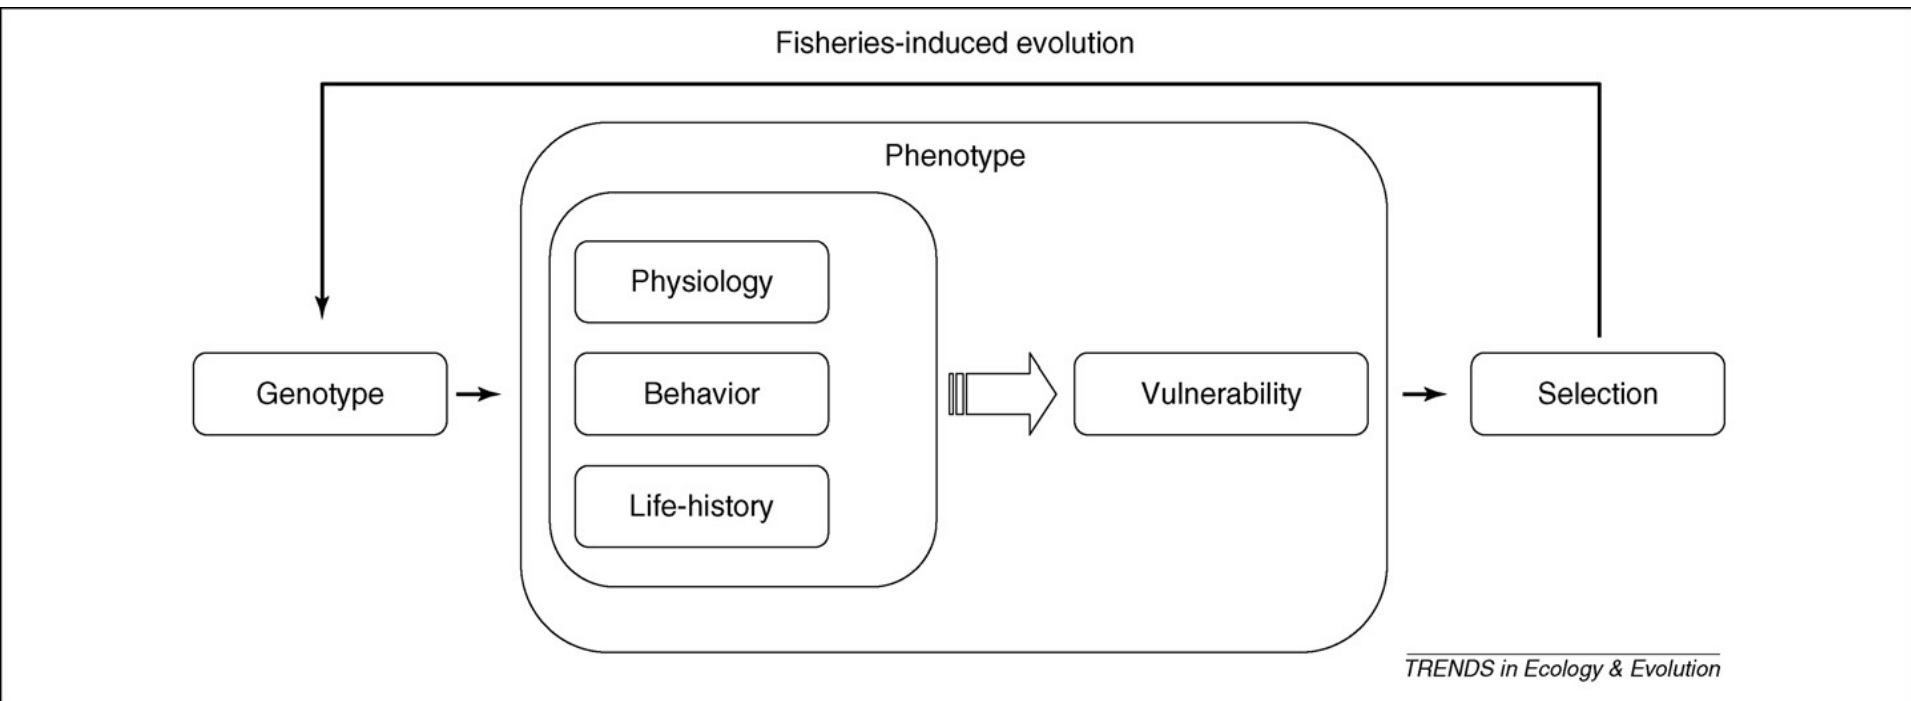 Fisheries-induced evolution
Phenotype
Physiology
Genotype
Behavior
Vulnerability
Selection
Life-history
TRENDS in Ecology & Evolution